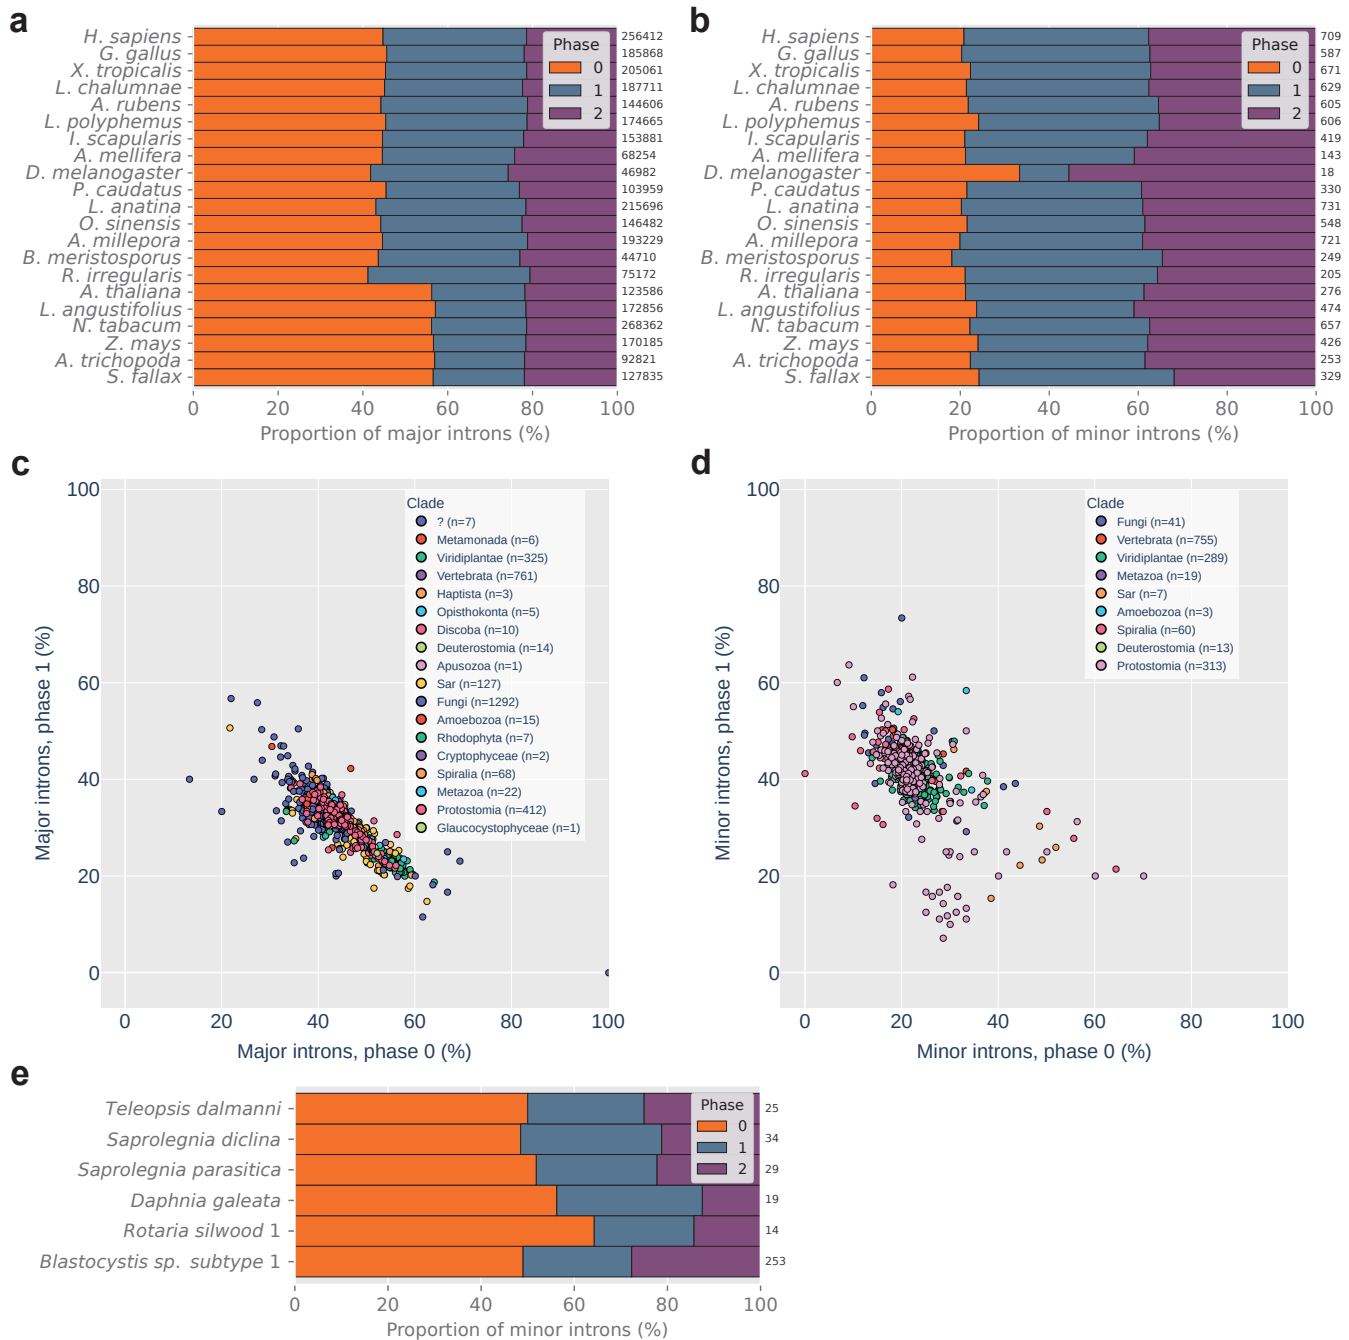 a
H. sapiens
G. gallus
X. tropicalis
L. chalumnae
A. rubens
L. polyphemus
I. scapularis
A. mellifera
D. melanogaster
P. caudatus
L. anatina
O. sinensis
A. millepora
B. meristosporus
R. irregularis
A. thaliana
L. angustifolius
N. tabacum
Z. mays
A. trichopoda
S. fallax
Phase
0
1
2
256412
185868
205061
187711
144606
174665
153881
68254
46982
103959
215696
146482
193229
44710
75172
123586
172856
268362
170185
92821
127835
0 20 40 60 80 100
Proportion of major introns (%)
b
H. sapiens
G. gallus
X. tropicalis
L. chalumnae
A. rubens
L. polyphemus
I. scapularis
A. mellifera
D. melanogaster
P. caudatus
L. anatina
O. sinensis
A. millepora
B. meristosporus
R. irregularis
A. thaliana
L. angustifolius
N. tabacum
Z. mays
A. trichopoda
S. fallax
Phase
0
1
2
709
587
671
629
605
606
419
143
18
330
731
548
721
249
205
276
474
657
426
253
329
0 20 40 60 80 100
Proportion of minor introns (%)
c
100
80
60
40
20
0
Major introns, phase 1 (%)
Clade
? (n=7)
Metamonada (n=6)
Viridiplantae (n=325)
Vertebrata (n=761)
Haptista (n=3)
Opisthokonta (n=5)
Discoba (n=10)
Deuterostomia (n=14)
Apusozoa (n=1)
Sar (n=127)
Fungi (n=1292)
Amoebozoa (n=15)
Rhodophyta (n=7)
Cryptophyceae (n=2)
Spiralia (n=68)
Metazoa (n=22)
Protostomia (n=412)
Glaucocystophyceae (n=1)
0 20 40 60 80 100
Major introns, phase 0 (%)
d
100
80
60
40
20
0
Minor introns, phase 1 (%)
Clade
Fungi (n=41)
Vertebrata (n=755)
Viridiplantae (n=289)
Metazoa (n=19)
Sar (n=7)
Amoebozoa (n=3)
Spiralia (n=60)
Deuterostomia (n=13)
Protostomia (n=313)
0 20 40 60 80 100
Minor introns, phase 0 (%)
e
Teleopsis dalmanni
Saprolegnia diclina
Saprolegnia parasitica
Daphnia galeata
Rotaria silwood 1
Blastocystis sp. subtype 1
Phase
0
1
2
25
34
29
19
14
253
0 20 40 60 80 100
Proportion of minor introns (%)